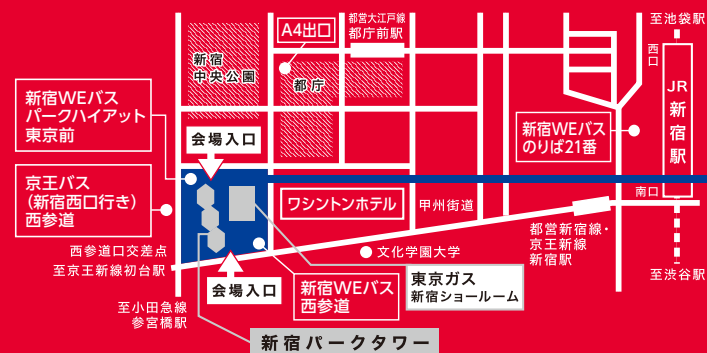 都営大江戸線
都庁前駅
A4出口
至池袋駅
西口
新宿
中央公園
都庁
JR
新宿駅
新宿WEバス
パークハイアット
東京前
会場入口
新宿WEバス
のりば21番
京王バス
（新宿西口行き）
西参道
ワシントンホテル
甲州街道
南口
都営新宿線・
京王新線
新宿駅
西参道口交差点
至京王新線初台駅
文化学園大学
東京ガス
新宿ショールーム
至渋谷駅
会場入口
新宿WEバス
西参道
至小田急線
参宮橋駅
新宿パークタワー